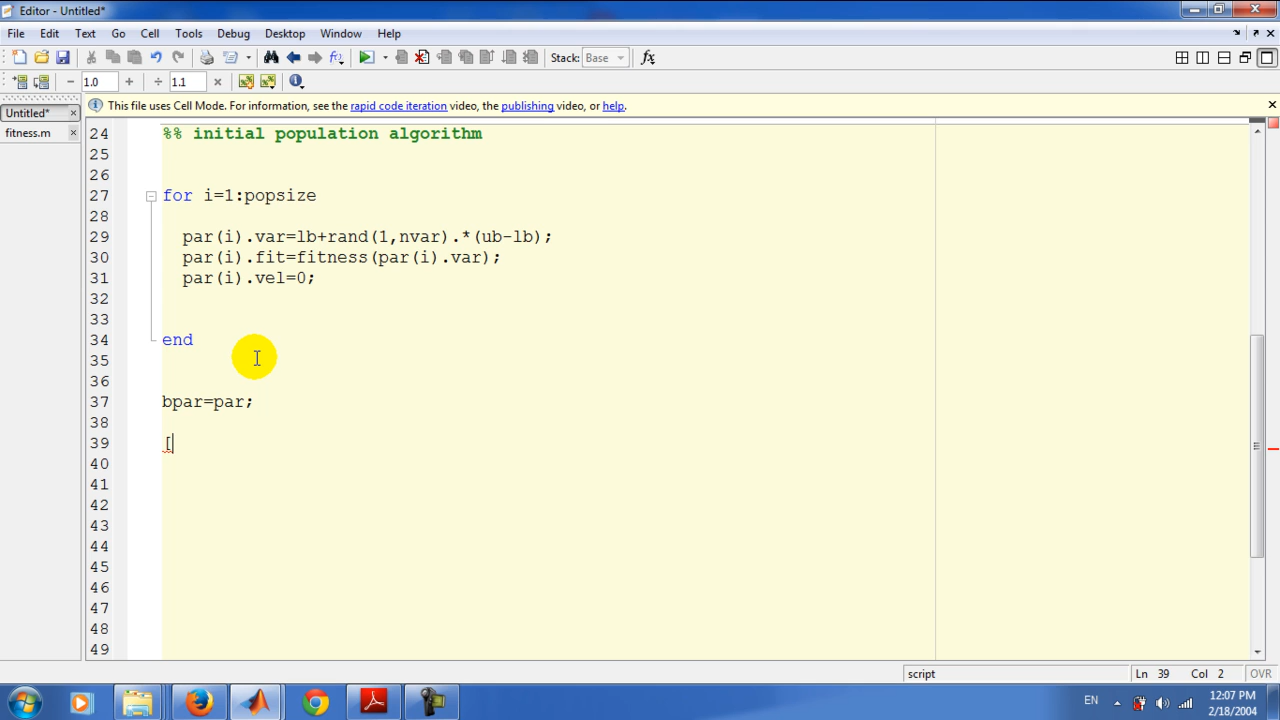 Editor - Untitled*
File Edit Text Go Cell Tools Debug Desktop Window Help
Stack: Base fx
1.0 1.1
Untitled*
fitness.m
This file uses Cell Mode. For information, see the rapid code iteration video, the publishing video, or help.
24 %% initial population algorithm
25
26
27 for i=1:popsize
28
29 par(i).var=lb+rand(1,nvar).*(ub-lb);
30 par(i).fit=fitness(par(i).var);
31 par(i).vel=0;
32
33
34 end
35
36
37 bpar=par;
38
39 [
40
41
42
43
44
45
46
47
48
49
script Ln 39 Col 2 OVR
EN 12:07 PM
2/18/2004